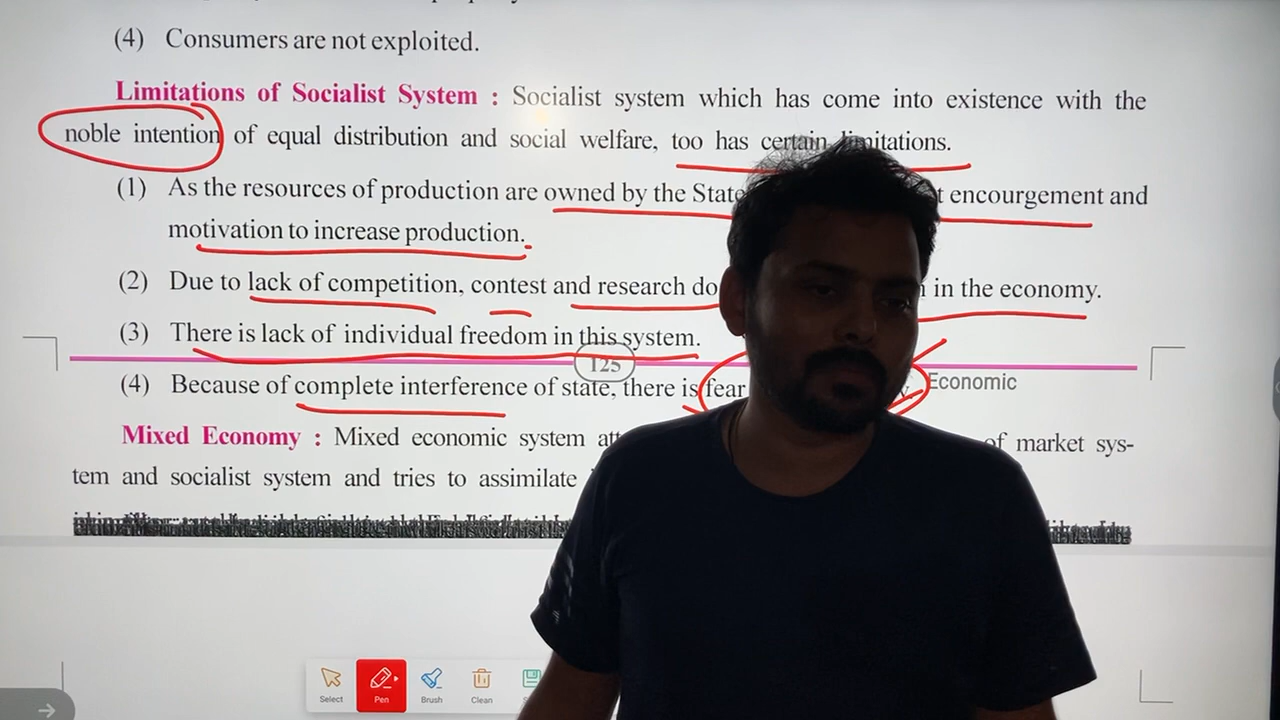 (4) Consumers are not exploited.
Limitations of Socialist System : Socialist system which has come into existence with the
noble intention of equal distribution and social welfare, too has certain limitations.
(1) As the resources of production are owned by the State encourgement and
motivation to increase production.
(2) Due to lack of competition, contest and research do in the economy.
(3) There is lack of individual freedom in this system.
125
(4) Because of complete interference of state, there is fear
Economic
Mixed Economy : Mixed economic system of market sys-
tem and socialist system and tries to assimilate
Select
Pen
Brush
Clean